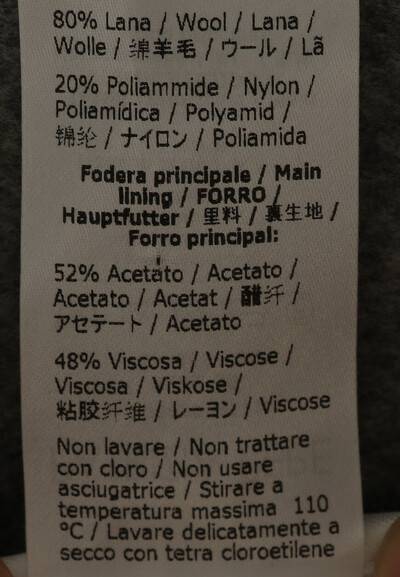 80% Lana / Wool / Lana /
Wolle / 绵羊毛 / ウール / Lã
20% Poliammide / Nylon /
Poliamídica / Polyamid /
锦纶 / ナイロン / Poliamida
Fodera principale / Main
lining / FORRO /
Hauptfutter / 里料 / 裏生地 /
Forro principal:
52% Acetato / Acetato /
Acetato / Acetat / 醋纤 /
アセテート / Acetato
48% Viscosa / Viscose /
Viscosa / Viskose /
粘胶纤维 / レーヨン / Viscose
Non lavare / Non trattare
con cloro / Non usare
asciugatrice / Stirare a
temperatura massima 110
°C / Lavare delicatamente a
secco con tetra cloroetilene